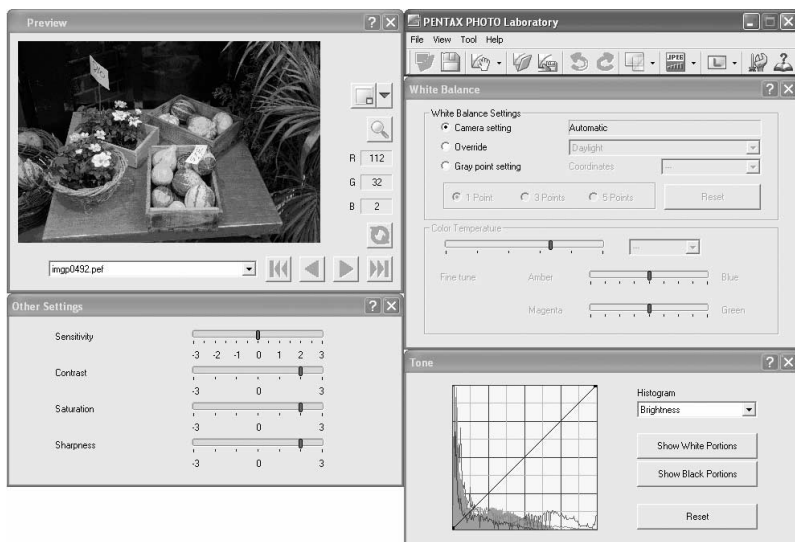 Preview
R 112
G 32
B 2
imgp0492.pef
Other Settings
Sensitivity
-3 -2 -1 0 1 2 3
Contrast
-3 0 3
Saturation
-3 0 3
Sharpness
-3 0 3
PENTAX PHOTO Laboratory
File View Tool Help
JPEG
White Balance
White Balance Settings
Camera setting Automatic
Override Daylight
Gray point setting Coordinates ---
1 Point 3 Points 5 Points Reset
Color Temperature
---
Fine tune Amber Blue
Magenta Green
Tone
Histogram
Brightness
Show White Portions
Show Black Portions
Reset